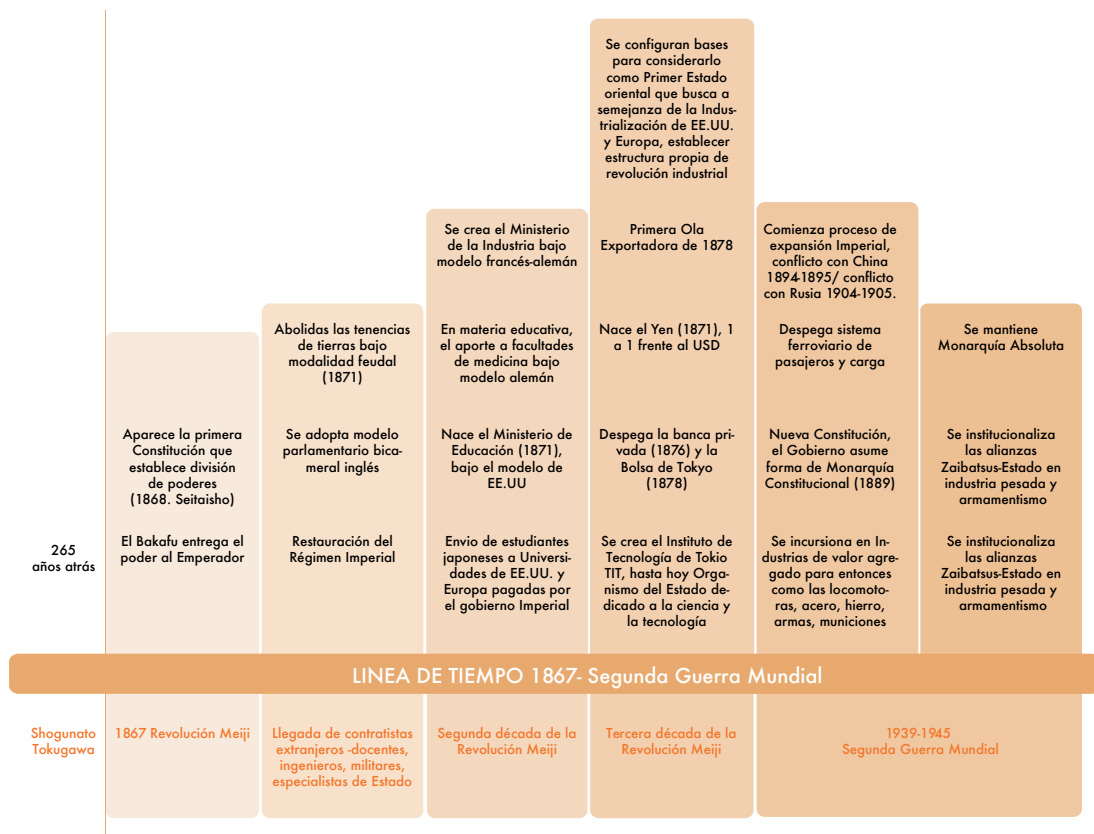 265
años atrás
Aparece la primera
Constitución que
establece división
de poderes
(1868. Seitaisho)
El Bakafu entrega el
poder al Emperador
Abolidas las tenencias
de tierras bajo
modalidad feudal
(1871)
Se adopta modelo
parlamentario bica-
meral inglés
Restauración del
Régimen Imperial
Se crea el Ministerio
de la Industria bajo
modelo francés-alemán
En materia educativa,
el aporte a facultades
de medicina bajo
modelo alemán
Nace el Ministerio de
Educación (1871),
bajo el modelo de
EE.UU
Envio de estudiantes
japoneses a Universi-
dades de EE.UU. y
Europa pagadas por
el gobierno Imperial
Se configuran bases
para considerarlo
como Primer Estado
oriental que busca a
semejanza de la Indus-
trialización de EE.UU.
y Europa, establecer
estructura propia de
revolución industrial
Primera Ola
Exportadora de 1878
Nace el Yen (1871), 1
a 1 frente al USD
Despega la banca pri-
vada (1876) y la
Bolsa de Tokyo
(1878)
Se crea el Instituto de
Tecnología de Tokio
TIT, hasta hoy Orga-
nismo del Estado de-
dicado a la ciencia y
la tecnología
Comienza proceso de
expansión Imperial,
conflicto con China
1894-1895/ conflicto
con Rusia 1904-1905.
Despega sistema
ferroviario de
pasajeros y carga
Nueva Constitución,
el Gobierno asume
forma de Monarquía
Constitucional (1889)
Se incursiona en In-
dustrias de valor agre-
gado para entonces
como las locomoto-
ras, acero, hierro,
armas, municiones
Se mantiene
Monarquía Absoluta
Se institucionaliza
las alianzas
Zaibatsus-Estado en
industria pesada y
armamentismo
Se institucionaliza
las alianzas
Zaibatsus-Estado en
industria pesada y
armamentismo
LINEA DE TIEMPO 1867- Segunda Guerra Mundial
Shogunato
Tokugawa
1867 Revolución Meiji
Llegada de contratistas
extranjeros -docentes,
ingenieros, militares,
especialistas de Estado
Segunda década de la
Revolución Meiji
Tercera década de la
Revolución Meiji
1939-1945
Segunda Guerra Mundial